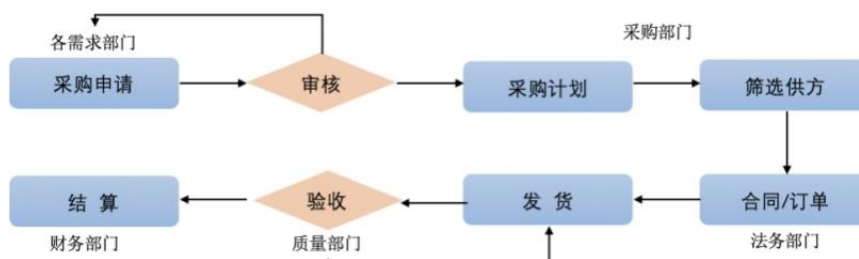 各需求部门
采购部门
采购申请
审核
采购计划
筛选供方
结 算
验收
发 货
合同/订单
财务部门
质量部门
法务部门